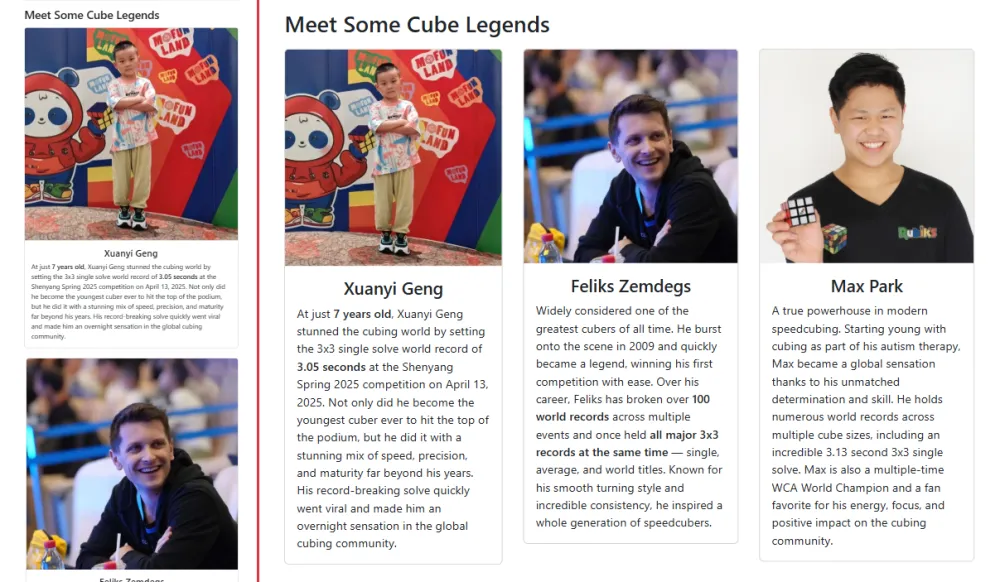 Meet Some Cube Legends
MOFUN
LAND
MOFUN
LAND
MOFUN
LAND
Xuanyi Geng
At just 7 years old, Xuanyi Geng stunned the cubing world by
setting the 3x3 single solve world record of 3.05 seconds at the
Shenyang Spring 2025 competition on April 13, 2025. Not only did
he become the youngest cuber ever to hit the top of the podium,
but he did it with a stunning mix of speed, precision, and maturity
far beyond his years. His record-breaking solve quickly went viral
and made him an overnight sensation in the global cubing
community.
Feliks Zemdegs
Meet Some Cube Legends
MOFUN
LAND
MOFUN
LAND
MOFUN
LAND
Xuanyi Geng
At just 7 years old, Xuanyi Geng
stunned the cubing world by setting
the 3x3 single solve world record of
3.05 seconds at the Shenyang
Spring 2025 competition on April 13,
2025. Not only did he become the
youngest cuber ever to hit the top of
the podium, but he did it with a
stunning mix of speed, precision,
and maturity far beyond his years.
His record-breaking solve quickly
went viral and made him an
overnight sensation in the global
cubing community.
Feliks Zemdegs
Widely considered one of the
greatest cubers of all time. He burst
onto the scene in 2009 and quickly
became a legend, winning his first
competition with ease. Over his
career, Feliks has broken over 100
world records across multiple
events and once held all major 3x3
records at the same time — single,
average, and world titles. Known for
his smooth turning style and
incredible consistency, he inspired a
whole generation of speedcubers.
Rubik's
Max Park
A true powerhouse in modern
speedcubing. Starting young with
cubing as part of his autism therapy,
Max became a global sensation
thanks to his unmatched
determination and skill. He holds
numerous world records across
multiple cube sizes, including an
incredible 3.13 second 3x3 single
solve. Max is also a multiple-time
WCA World Champion and a fan
favorite for his energy, focus, and
positive impact on the cubing
community.